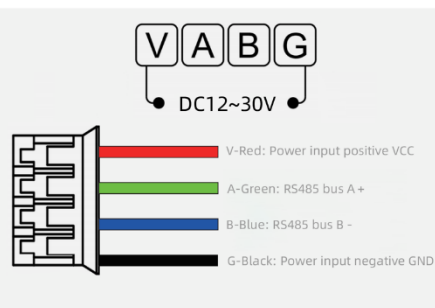 V A B G
DC12~30V
V-Red: Power input positive VCC
A-Green: RS485 bus A +
B-Blue: RS485 bus B -
G-Black: Power input negative GND